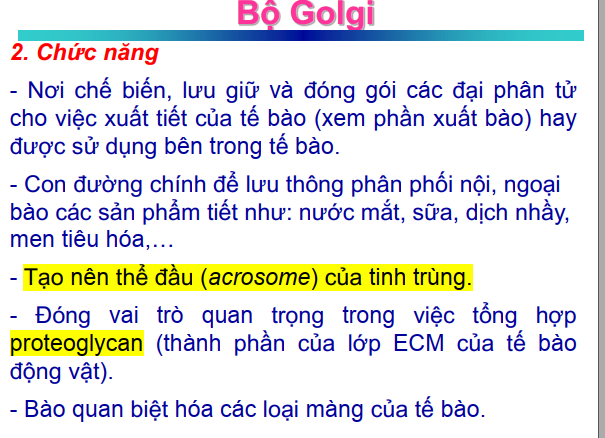 Bộ Golgi
2. Chức năng
- Nơi chế biến, lưu giữ và đóng gói các đại phân tử
cho việc xuất tiết của tế bào (xem phần xuất bào) hay
được sử dụng bên trong tế bào.
- Con đường chính để lưu thông phân phối nội, ngoại
bào các sản phẩm tiết như: nước mắt, sữa, dịch nhầy,
men tiêu hóa,...
- Tạo nên thể đầu (acrosome) của tinh trùng.
- Đóng vai trò quan trọng trong việc tổng hợp
proteoglycan (thành phần của lớp ECM của tế bào
động vật).
- Bào quan biệt hóa các loại màng của tế bào.